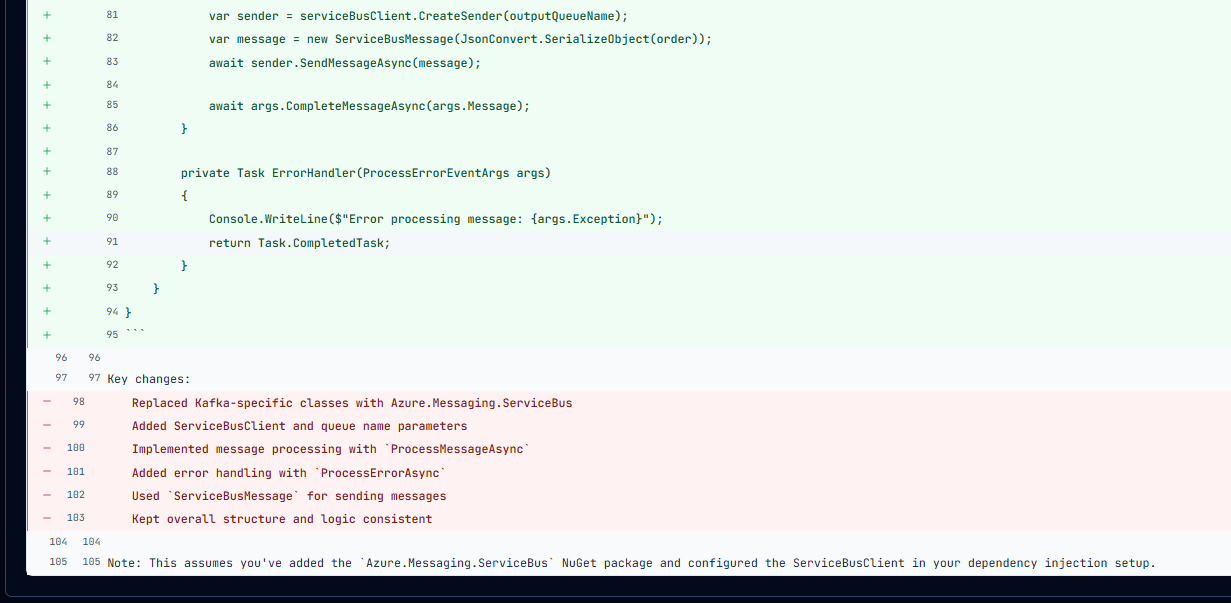 + 81 var sender = serviceBusClient.CreateSender(outputQueueName);
+ 82 var message = new ServiceBusMessage(JsonConvert.SerializeObject(order));
+ 83 await sender.SendMessageAsync(message);
+ 84
+ 85 await args.CompleteMessageAsync(args.Message);
+ 86 }
+ 87
+ 88 private Task ErrorHandler(ProcessErrorEventArgs args)
+ 89 {
+ 90 Console.WriteLine($"Error processing message: {args.Exception}");
+ 91 return Task.CompletedTask;
+ 92 }
+ 93 }
+ 94 }
+ 95 ```
96 96
97 97 Key changes:
- 98 Replaced Kafka-specific classes with Azure.Messaging.ServiceBus
- 99 Added ServiceBusClient and queue name parameters
- 100 Implemented message processing with `ProcessMessageAsync`
- 101 Added error handling with `ProcessErrorAsync`
- 102 Used `ServiceBusMessage` for sending messages
- 103 Kept overall structure and logic consistent
104 104
105 105 Note: This assumes you've added the `Azure.Messaging.ServiceBus` NuGet package and configured the ServiceBusClient in your dependency injection setup.